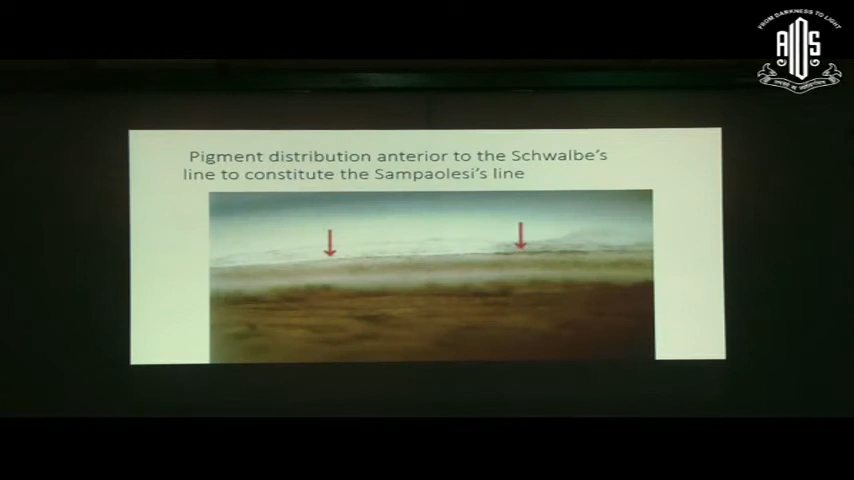 FROM DARKNESS TO LIGHT
AIOS
Pigment distribution anterior to the Schwalbe's
line to constitute the Sampaolesi's line